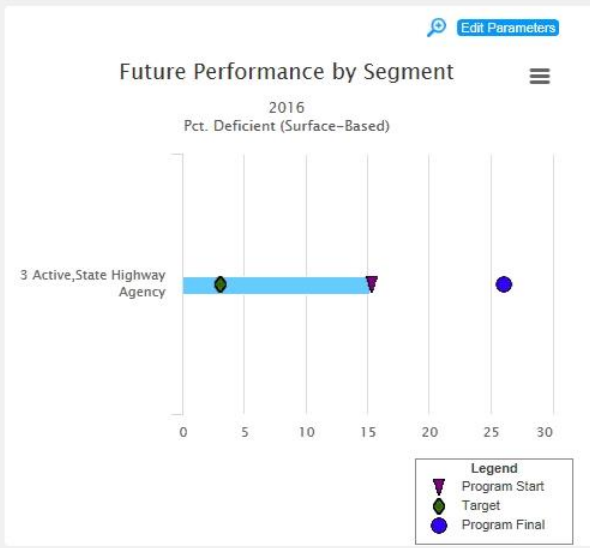 Edit Parameters
Future Performance by Segment
2016
Pct. Deficient (Surface-Based)
3 Active,State Highway
Agency
0 5 10 15 20 25 30
Legend
Program Start
Target
Program Final